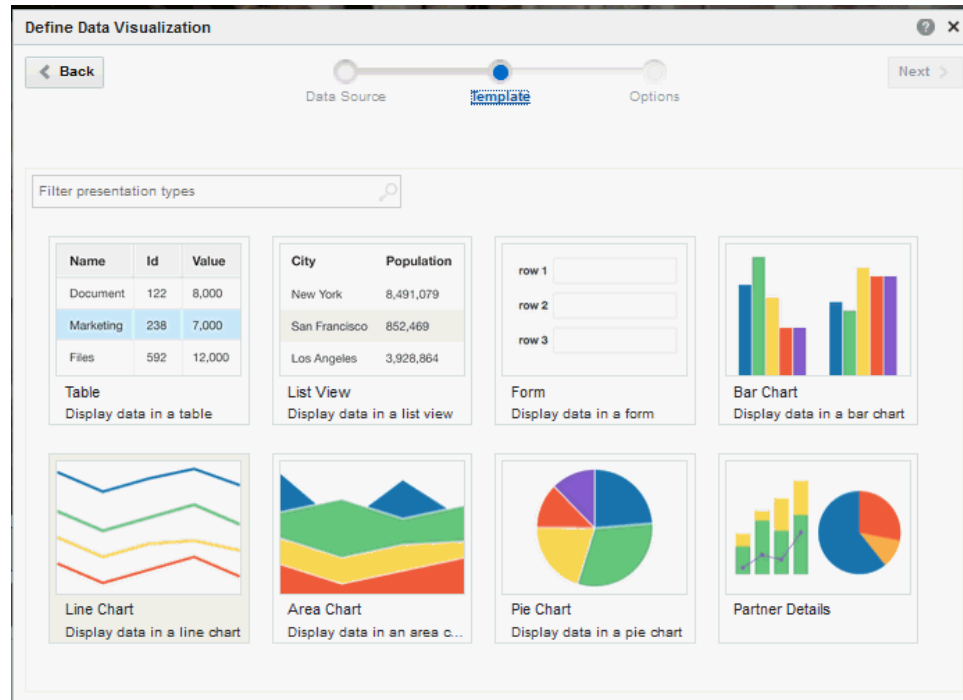 Define Data Visualization
Back
Next
Data Source
Template
Options
Filter presentation types
Name Id Value
Document 122 8,000
Marketing 238 7,000
Files 592 12,000
Table
Display data in a table
City Population
New York 8,491,079
San Francisco 852,469
Los Angeles 3,928,864
List View
Display data in a list view
row 1
row 2
row 3
Form
Display data in a form
Bar Chart
Display data in a bar chart
Line Chart
Display data in a line chart
Area Chart
Display data in an area c...
Pie Chart
Display data in a pie chart
Partner Details